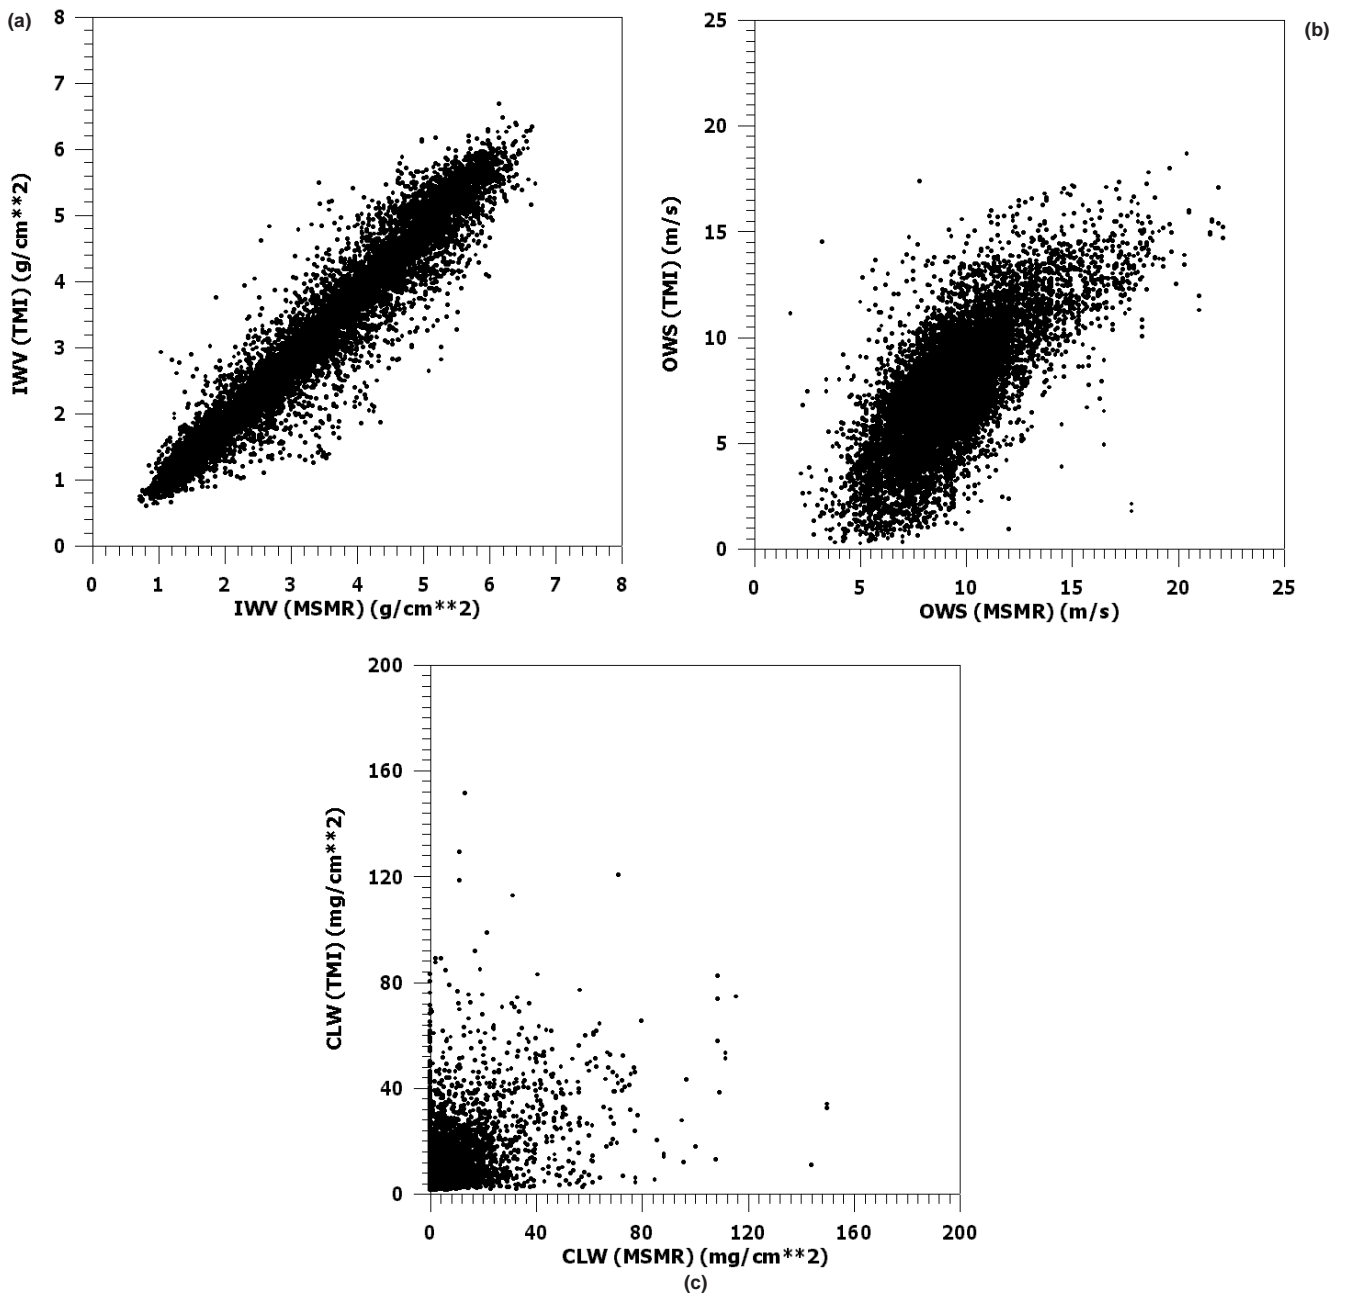 (a)
8
7
6
5
4
3
2
1
0
IWV (TMI) (g/cm**2)
0 1 2 3 4 5 6 7 8
IWV (MSMR) (g/cm**2)
(b)
25
20
15
10
5
0
OWS (TMI) (m/s)
0 5 10 15 20 25
OWS (MSMR) (m/s)
200
160
120
80
40
0
CLW (TMI) (mg/cm**2)
0 40 80 120 160 200
CLW (MSMR) (mg/cm**2)
(c)